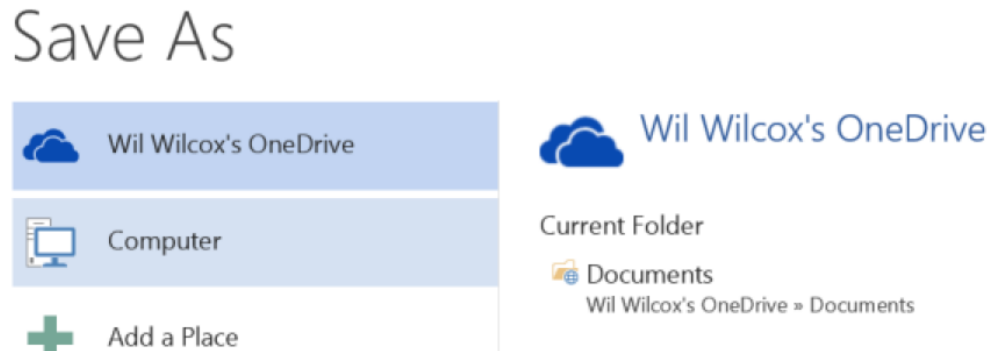 Save As
Wil Wilcox's OneDrive
Computer
Add a Place
Wil Wilcox's OneDrive
Current Folder
Documents
Wil Wilcox's OneDrive » Documents